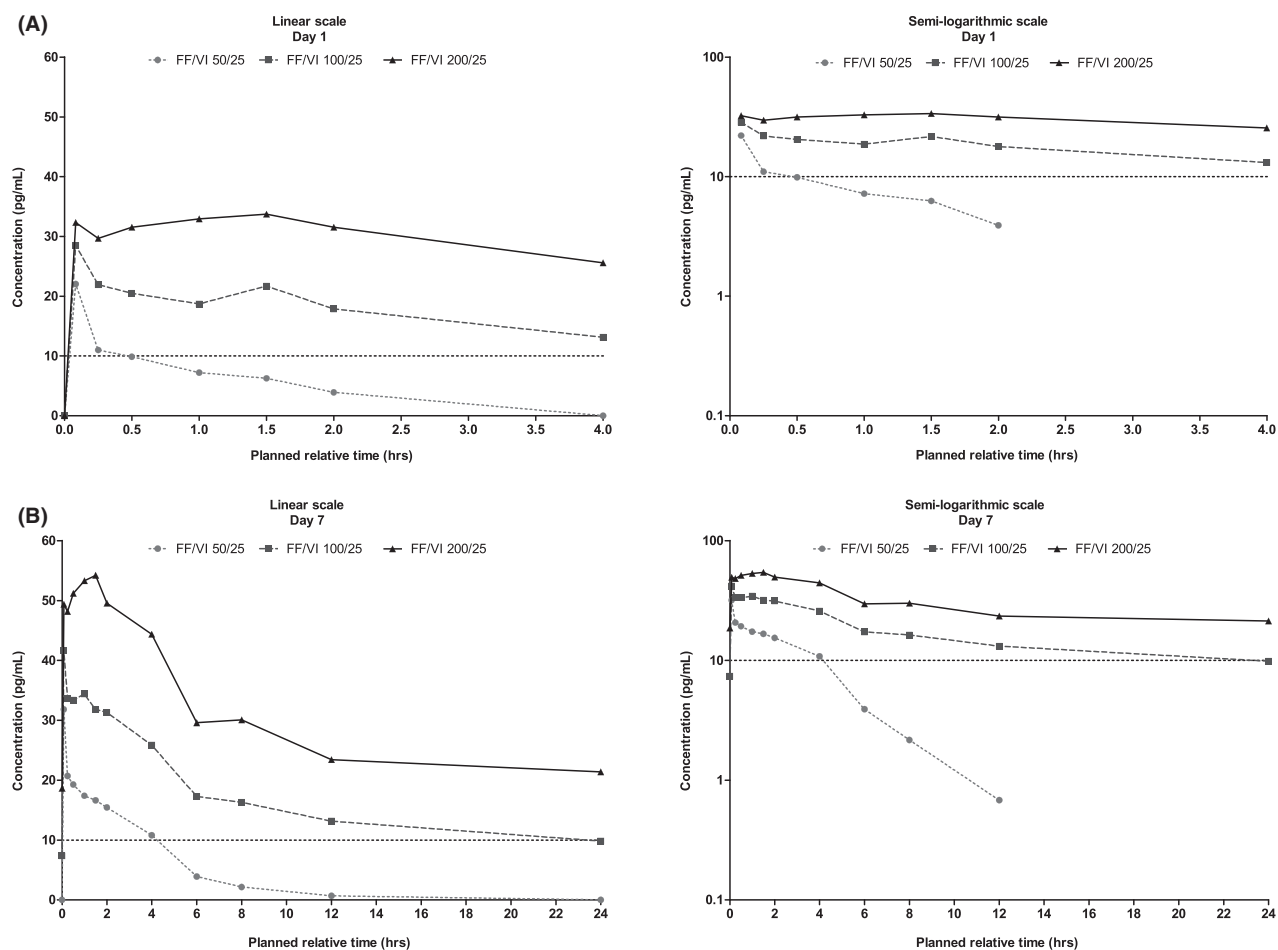 (A)
Linear scale
Day 1
FF/VI 50/25 FF/VI 100/25 FF/VI 200/25
60
50
40
30
20
10
0
Concentration (pg/mL)
0.0 0.5 1.0 1.5 2.0 2.5 3.0 3.5 4.0
Planned relative time (hrs)
Semi-logarithmic scale
Day 1
FF/VI 50/25 FF/VI 100/25 FF/VI 200/25
100
10
1
0.1
Concentration (pg/mL)
0.0 0.5 1.0 1.5 2.0 2.5 3.0 3.5 4.0
Planned relative time (hrs)
(B)
Linear scale
Day 7
FF/VI 50/25 FF/VI 100/25 FF/VI 200/25
60
50
40
30
20
10
0
Concentration (pg/mL)
0 2 4 6 8 10 12 14 16 18 20 22 24
Planned relative time (hrs)
Semi-logarithmic scale
Day 7
FF/VI 50/25 FF/VI 100/25 FF/VI 200/25
100
10
1
0.1
Concentration (pg/mL)
0 2 4 6 8 10 12 14 16 18 20 22 24
Planned relative time (hrs)